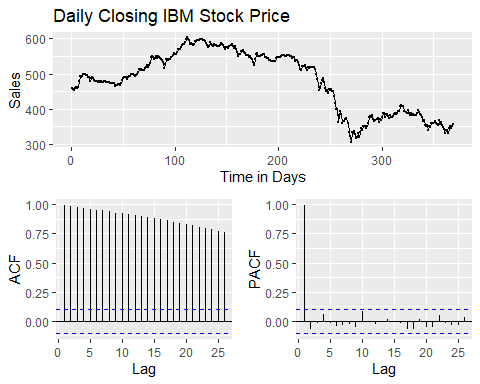 Daily Closing IBM Stock Price
Sales
600
500
400
300
0 100 200 300
Time in Days
ACF
1.00
0.75
0.50
0.25
0.00
0 5 10 15 20 25
Lag
PACF
1.00
0.75
0.50
0.25
0.00
0 5 10 15 20 25
Lag